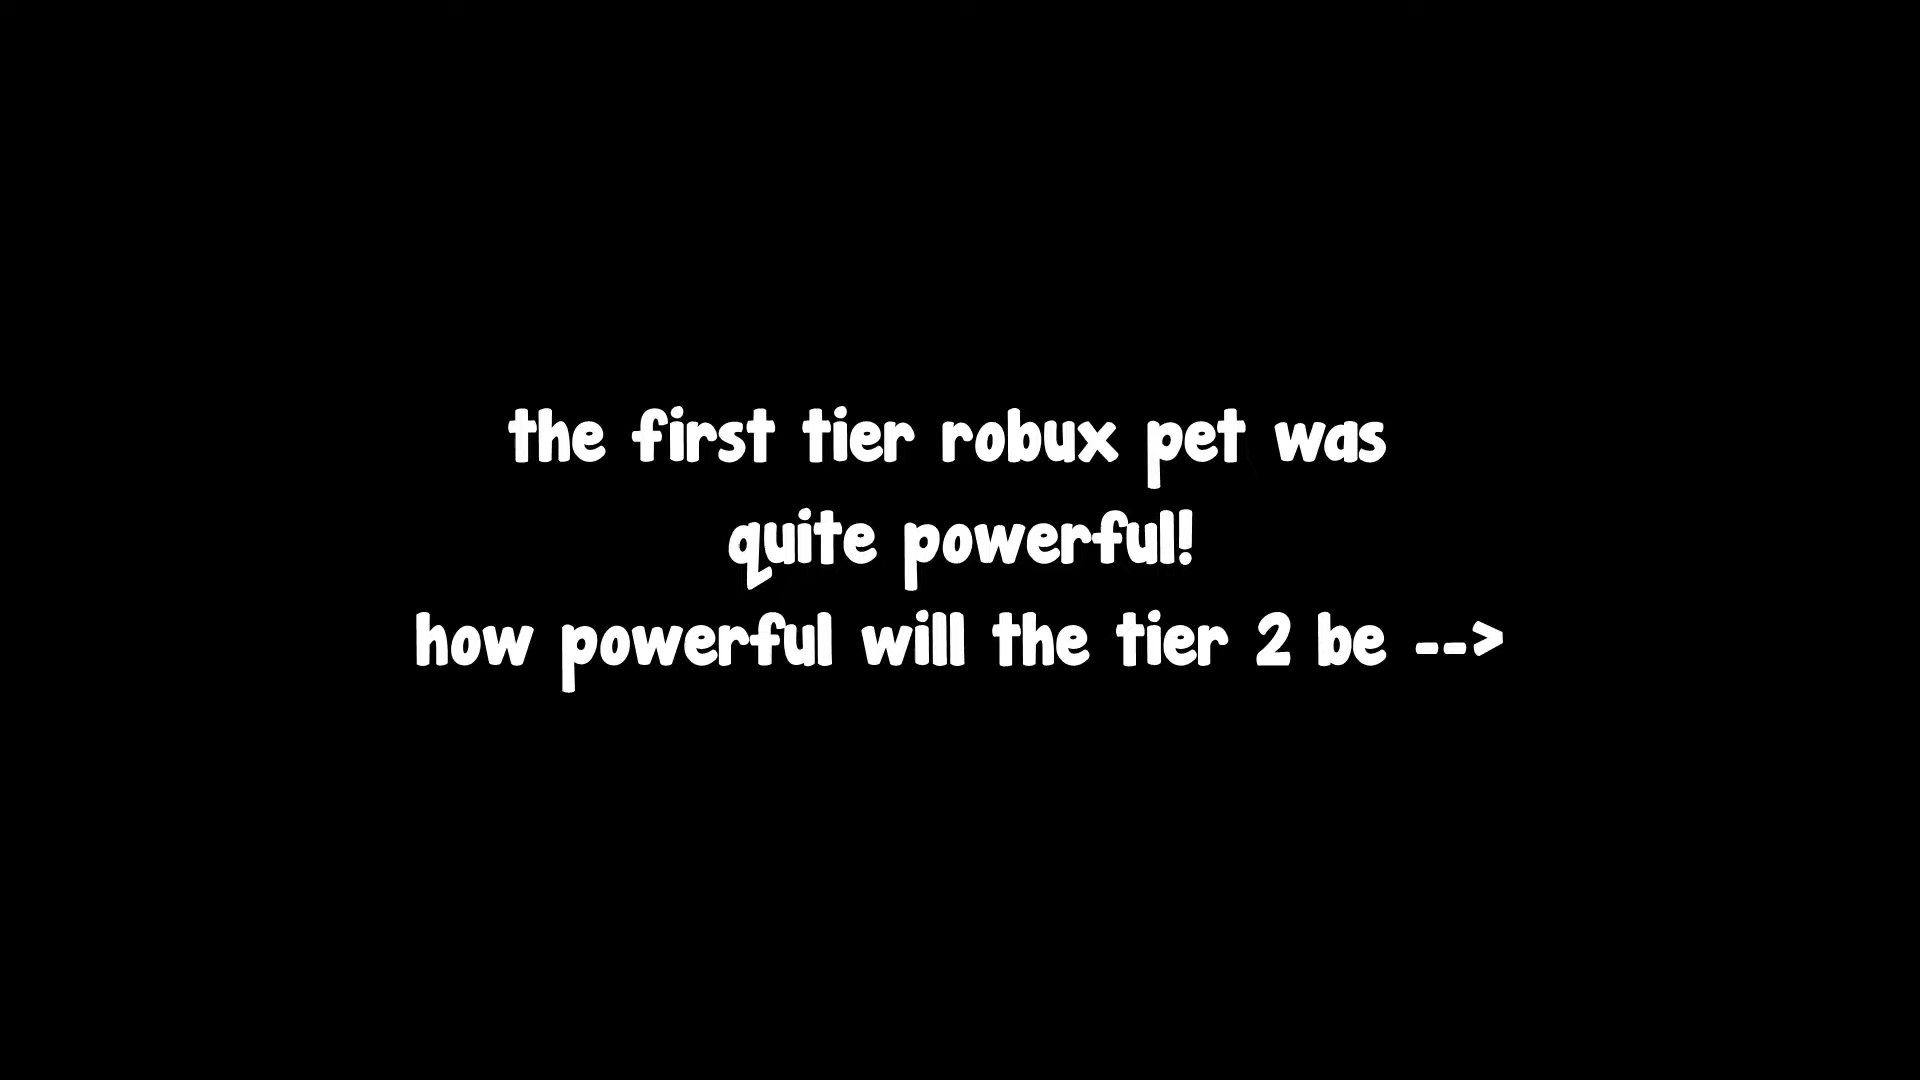 the first tier robux pet was
quite powerful!
how powerful will the tier 2 be -->